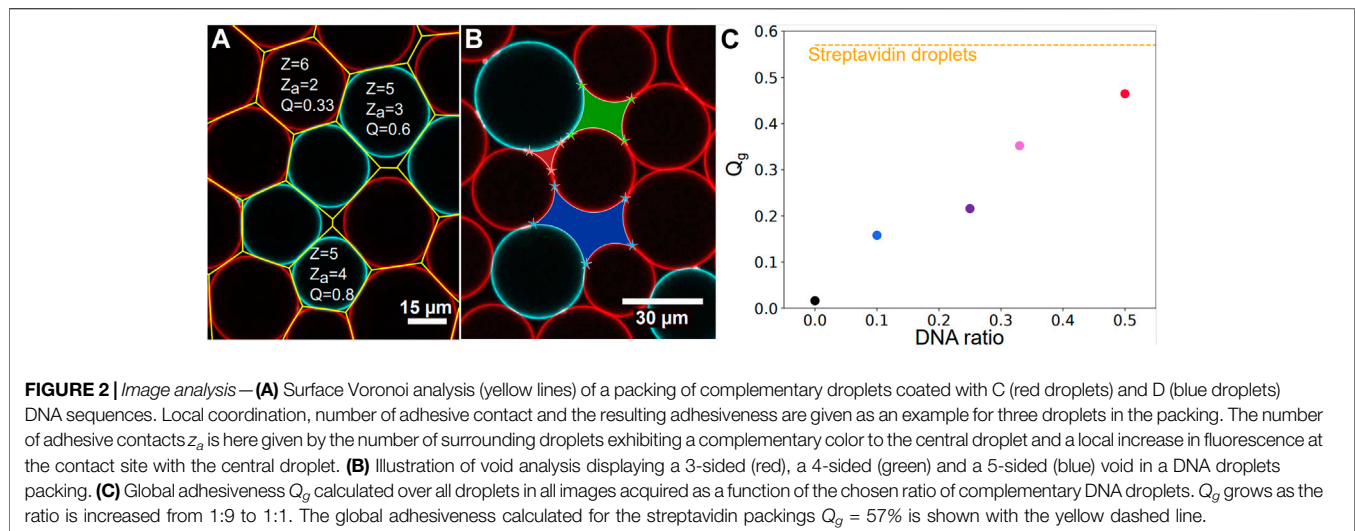 A
Z=6
Za=2
Q=0.33
Z=5
Za=3
Q=0.6
Z=5
Za=4
Q=0.8
15 µm
B
30 µm
C
Streptavidin droplets
0.6
0.5
0.4
0.3
0.2
0.1
0.0
Qg
0.0 0.1 0.2 0.3 0.4 0.5
DNA ratio
FIGURE 2 | Image analysis—(A) Surface Voronoi analysis (yellow lines) of a packing of complementary droplets coated with C (red droplets) and D (blue droplets)
DNA sequences. Local coordination, number of adhesive contact and the resulting adhesiveness are given as an example for three droplets in the packing. The number
of adhesive contacts za is here given by the number of surrounding droplets exhibiting a complementary color to the central droplet and a local increase in fluorescence at
the contact site with the central droplet. (B) Illustration of void analysis displaying a 3-sided (red), a 4-sided (green) and a 5-sided (blue) void in a DNA droplets
packing. (C) Global adhesiveness Qg calculated over all droplets in all images acquired as a function of the chosen ratio of complementary DNA droplets. Qg grows as the
ratio is increased from 1:9 to 1:1. The global adhesiveness calculated for the streptavidin packings Qg = 57% is shown with the yellow dashed line.